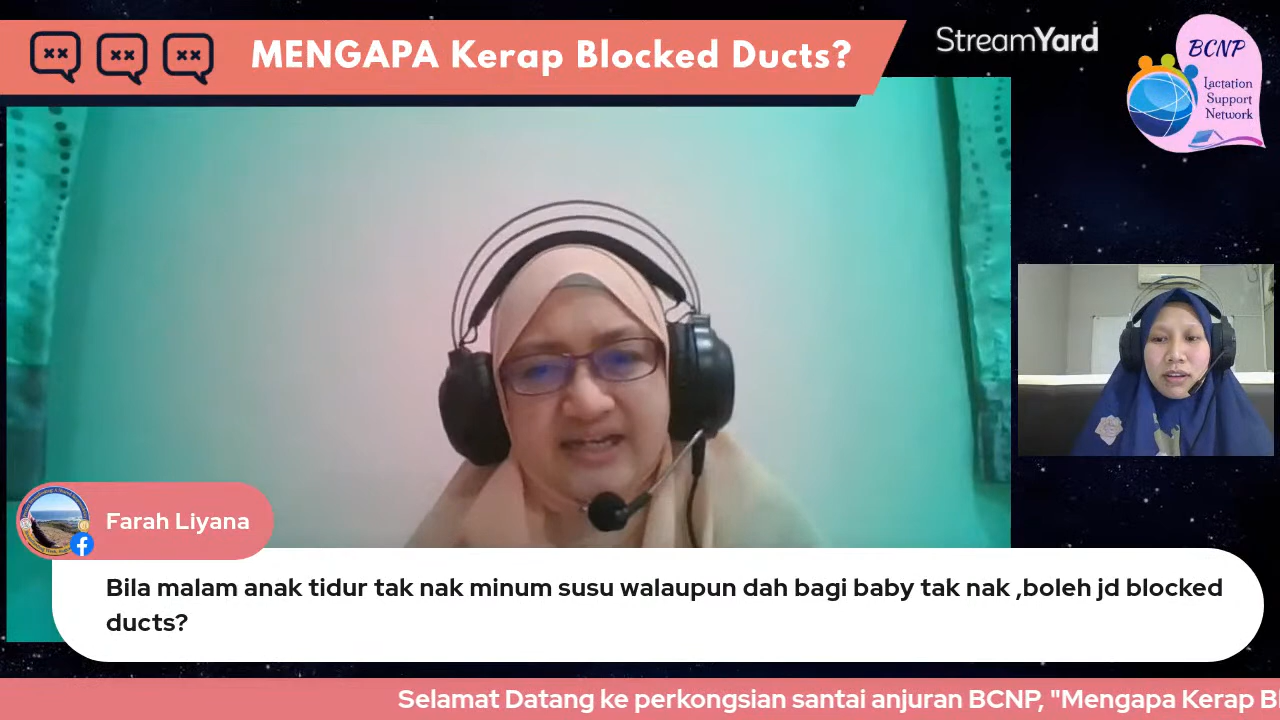 MENGAPA Kerap Blocked Ducts?
StreamYard
BCNP
Lactation
Support
Network
Farah Liyana
Bila malam anak tidur tak nak minum susu walaupun dah bagi baby tak nak ,boleh jd blocked
ducts?
Selamat Datang ke perkongsian santai anjuran BCNP, "Mengapa Kerap B